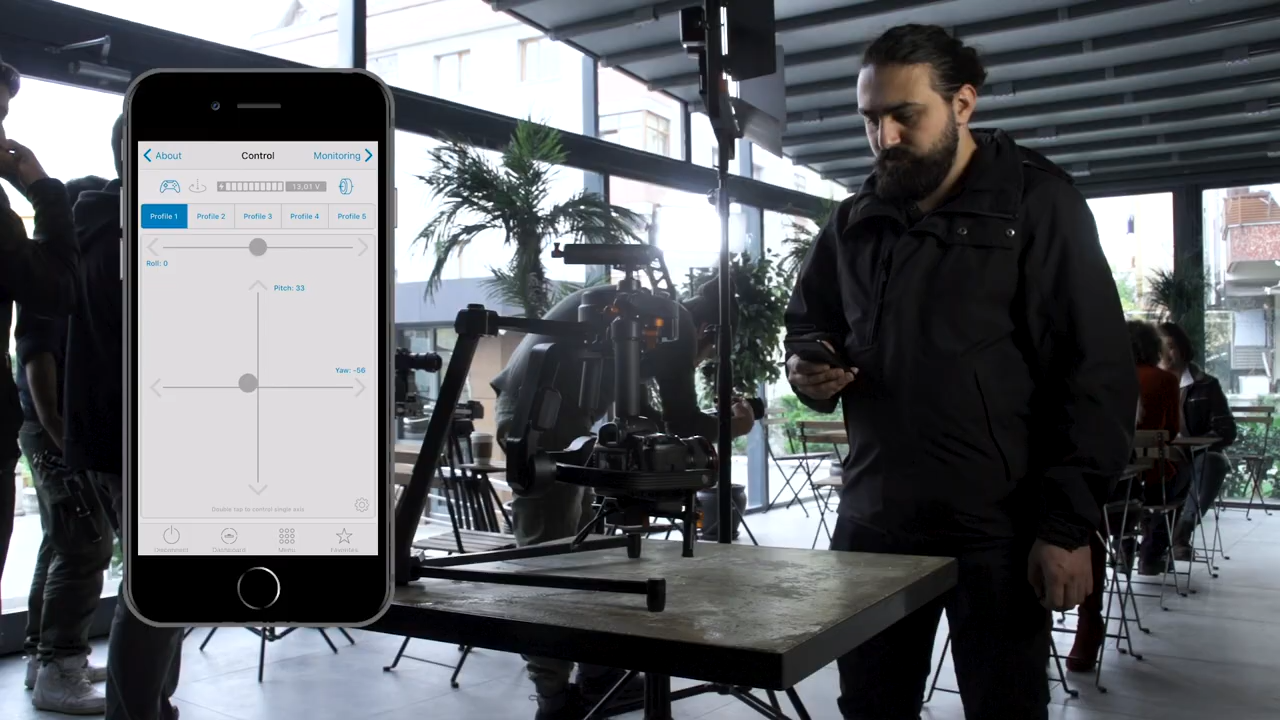 About Control Monitoring
13,01 V
Profile 1 Profile 2 Profile 3 Profile 4 Profile 5
Roll: 0
Pitch: 33
Yaw: -56
Double tap to control single axis
Disconnect Dashboard Menu Favorites